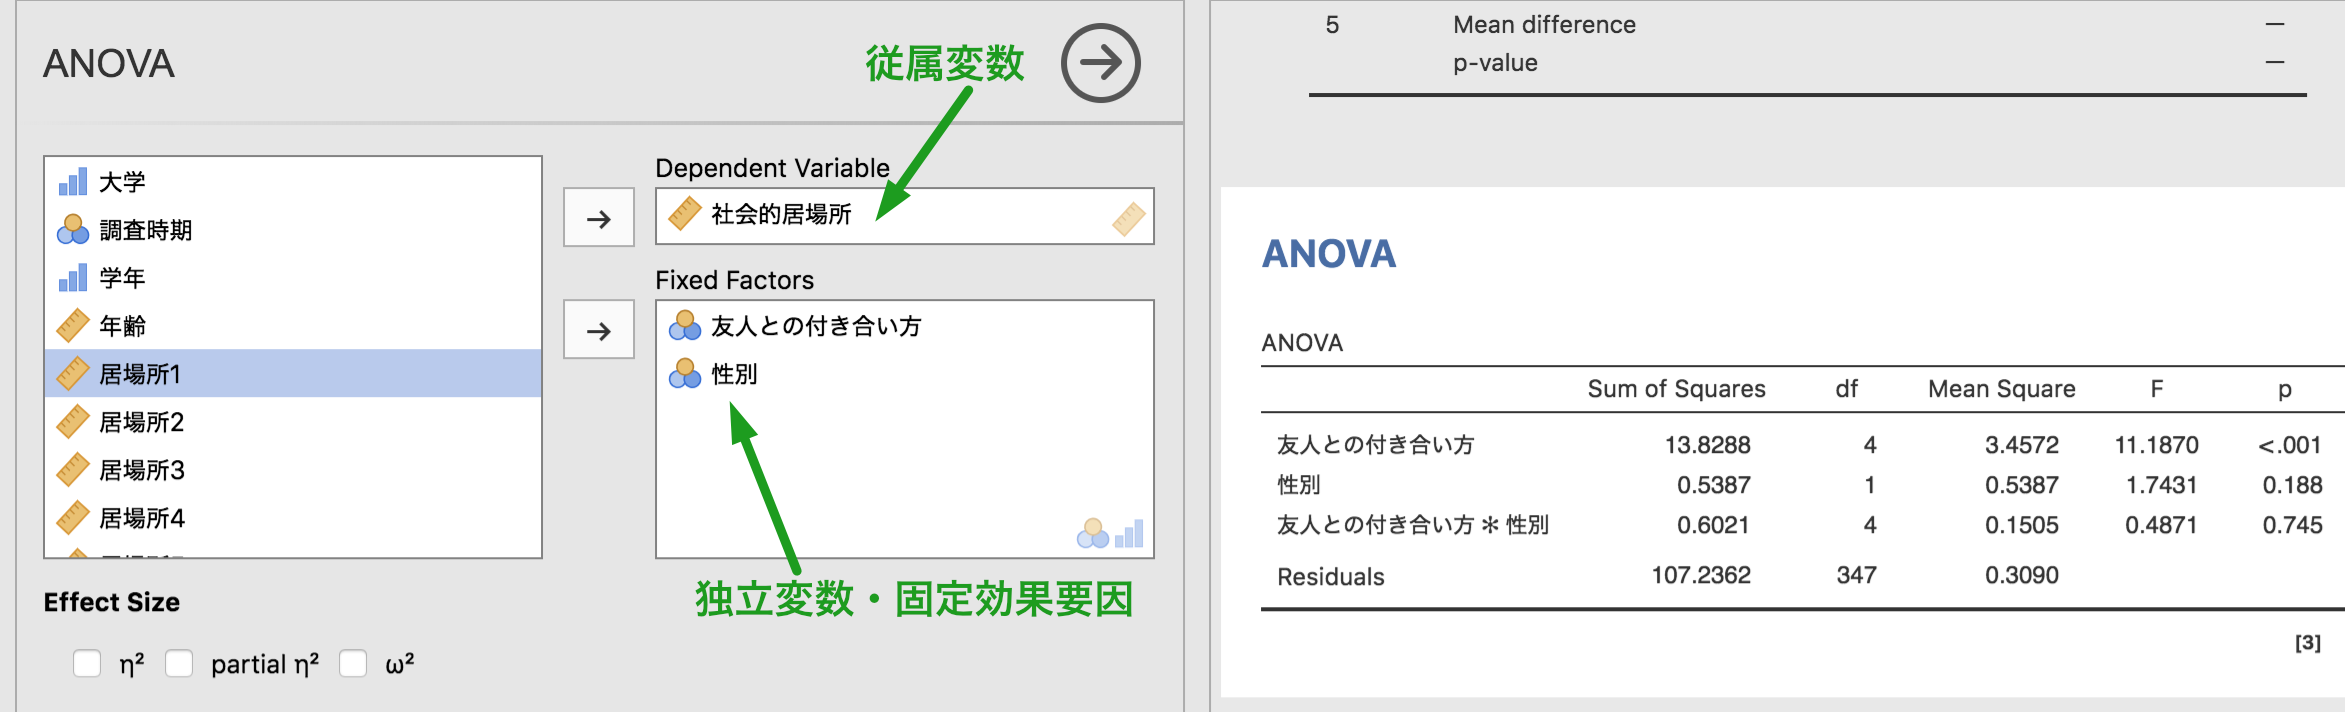 ANOVA
従属変数
大学
調査時期
学年
年齢
居場所1
居場所2
居場所3
居場所4
Dependent Variable
社会的居場所
Fixed Factors
友人との付き合い方
性別
独立変数・固定効果要因
Effect Size
η² partial η² ω²
5 Mean difference —
p-value —
ANOVA
ANOVA
Sum of Squares df Mean Square F p
友人との付き合い方 13.8288 4 3.4572 11.1870 <.001
性別 0.5387 1 0.5387 1.7431 0.188
友人との付き合い方 ✻ 性別 0.6021 4 0.1505 0.4871 0.745
Residuals 107.2362 347 0.3090
[3]